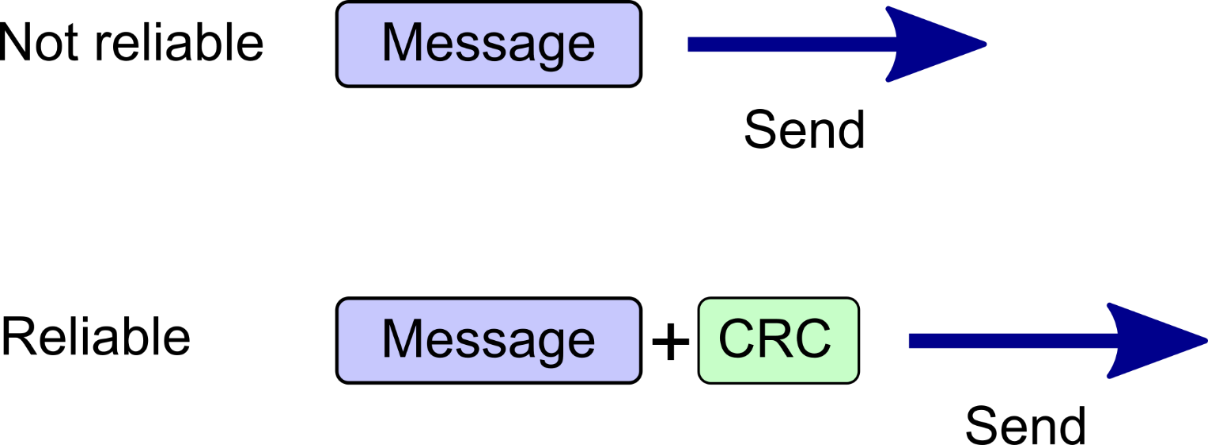 Not reliable Message
Send
Reliable Message + CRC
Send